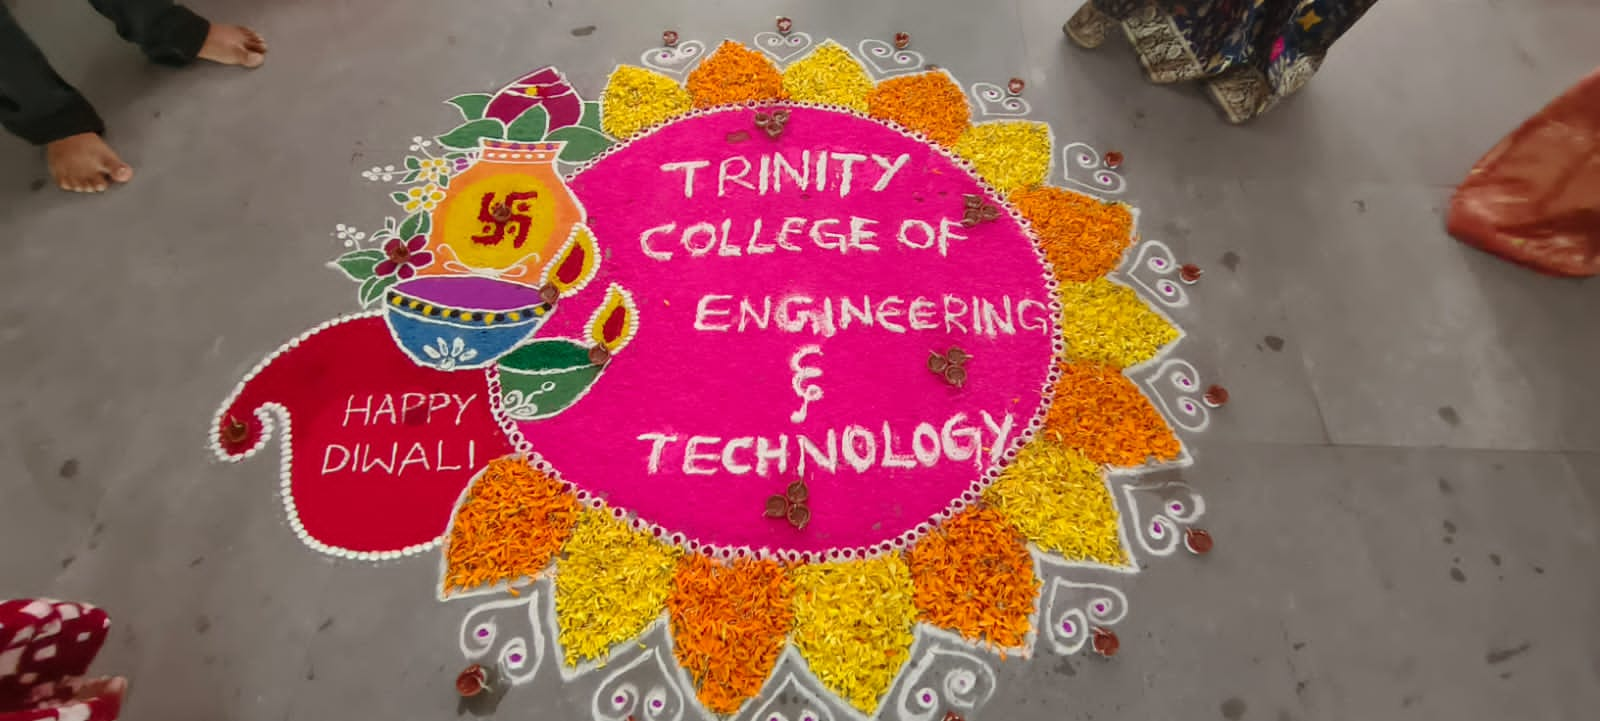 TRINITY
COLLEGE OF
ENGINEERING
&
TECHNOLOGY
HAPPY
DIWALI